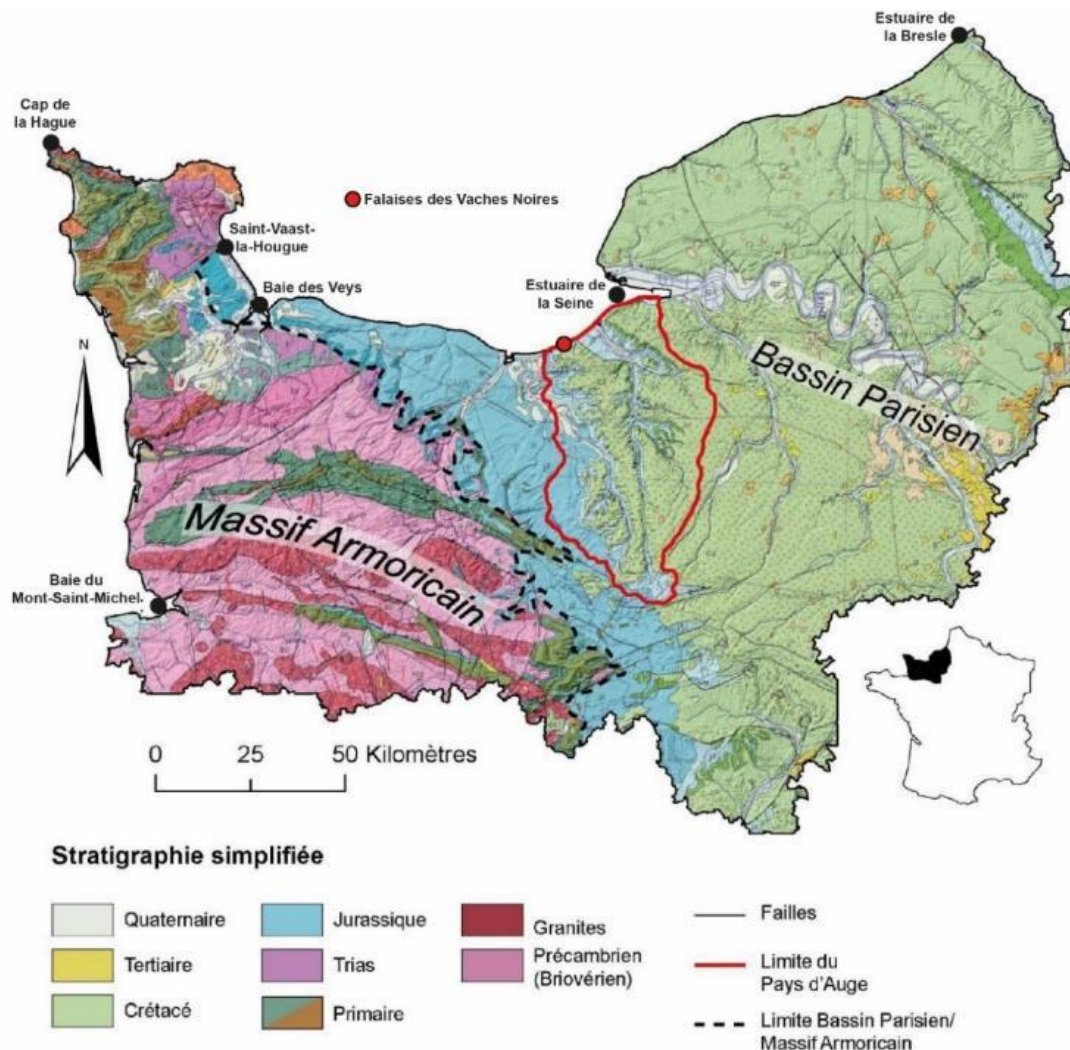 Estuaire de
la Bresle
Cap de
la Hague
Falaises des Vaches Noires
Saint-Vaast-
la-Hougue
Baie des Veys
Estuaire de
la Seine
N
Bassin Parisien
Massif Armoricain
Baie du
Mont-Saint-Michel
0 25 50 Kilomètres
Stratigraphie simplifiée
Quaternaire
Tertiaire
Crétacé
Jurassique
Trias
Primaire
Granites
Précambrien
(Briovérien)
Failles
Limite du
Pays d'Auge
Limite Bassin Parisien/
Massif Armoricain